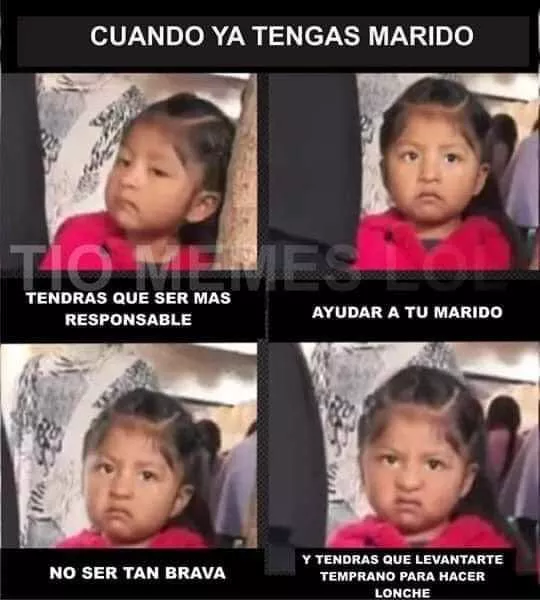 CUANDO YA TENGAS MARIDO
TIO MEMES LOL
TENDRAS QUE SER MAS
RESPONSABLE
AYUDAR A TU MARIDO
NO SER TAN BRAVA
Y TENDRAS QUE LEVANTARTE
TEMPRANO PARA HACER
LONCHE